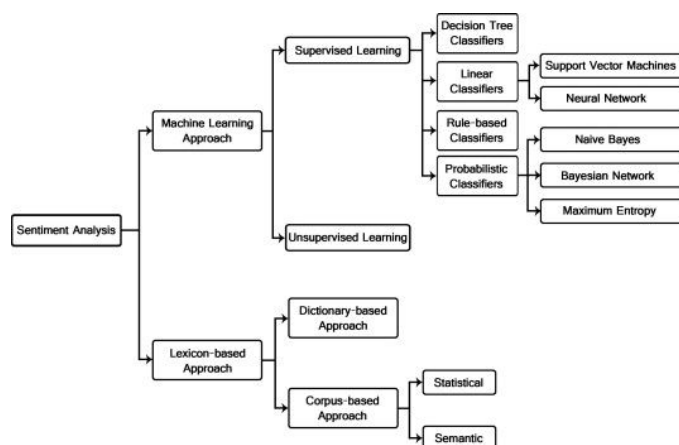 Decision Tree
Classifiers
Supervised Learning
Linear
Classifiers
Support Vector Machines
Neural Network
Machine Learning
Approach
Rule-based
Classifiers
Naive Bayes
Probabilistic
Classifiers
Bayesian Network
Maximum Entropy
Sentiment Analysis
Unsupervised Learning
Dictionary-based
Approach
Lexicon-based
Approach
Statistical
Corpus-based
Approach
Semantic